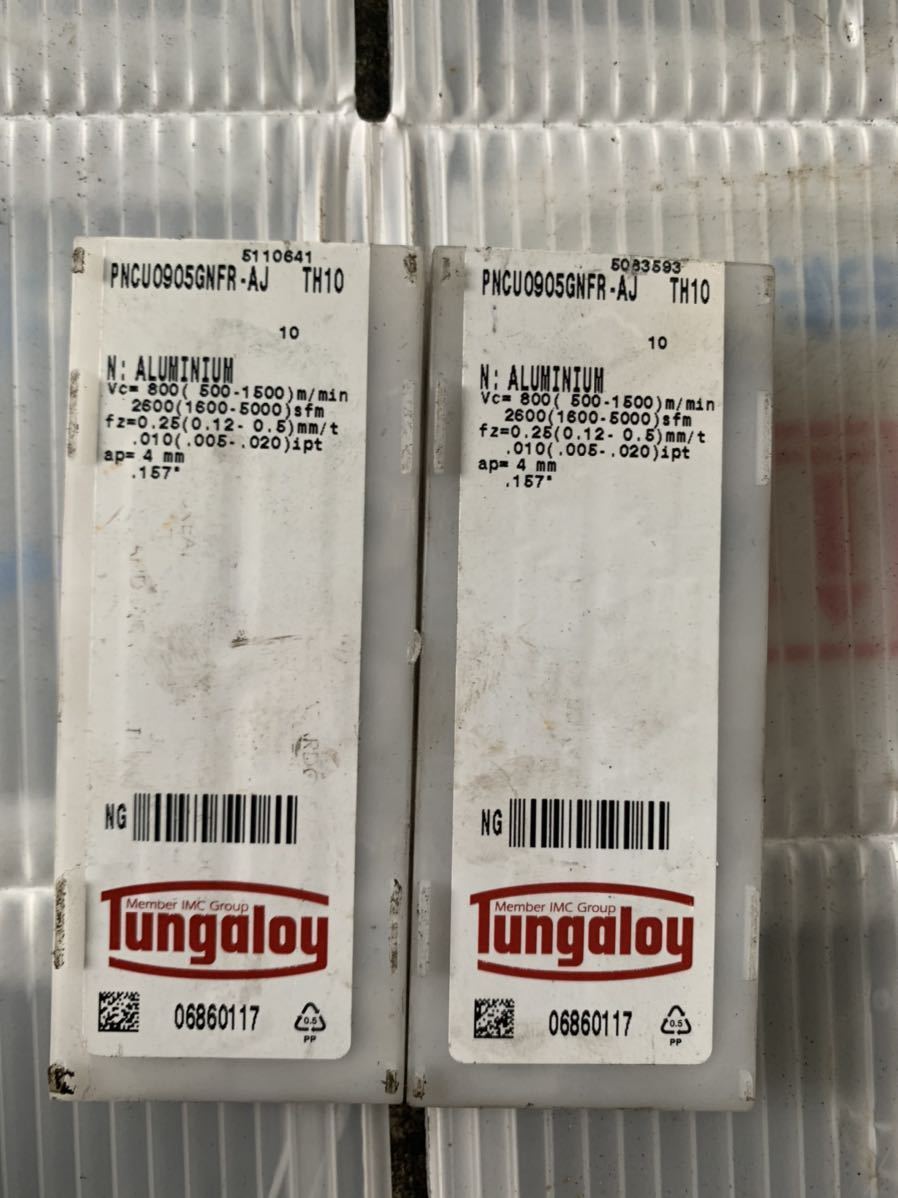 5110641
PNCU0905GNFR-AJ TH10
10
N: ALUMINIUM
Vc= 800( 500-1500)m/min
2600(1600-5000)sfm
fz=0.25(0.12- 0.5)mm/t
.010(.005-.020)ipt
ap= 4 mm
.157"
NG
Member IMC Group
Tungaloy
06860117
0.5
PP
5083593
PNCU0905GNFR-AJ TH10
10
N: ALUMINIUM
Vc= 800( 500-1500)m/min
2600(1600-5000)sfm
fz=0.25(0.12- 0.5)mm/t
.010(.005-.020)ipt
ap= 4 mm
.157"
NG
Member IMC Group
Tungaloy
06860117
0.5
PP